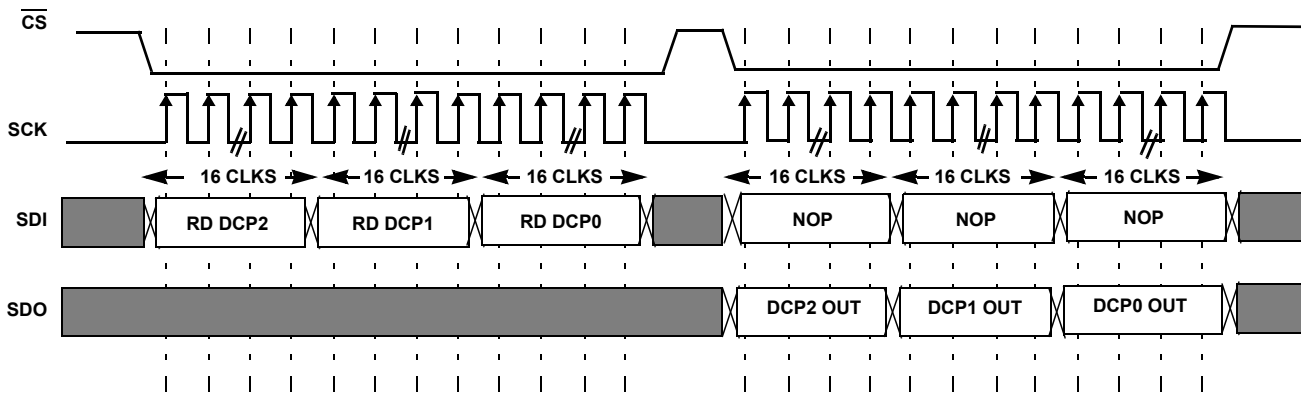 CS
SCK
16 CLKS 16 CLKS 16 CLKS 16 CLKS 16 CLKS 16 CLKS
SDI RD DCP2 RD DCP1 RD DCP0 NOP NOP NOP
SDO DCP2 OUT DCP1 OUT DCP0 OUT